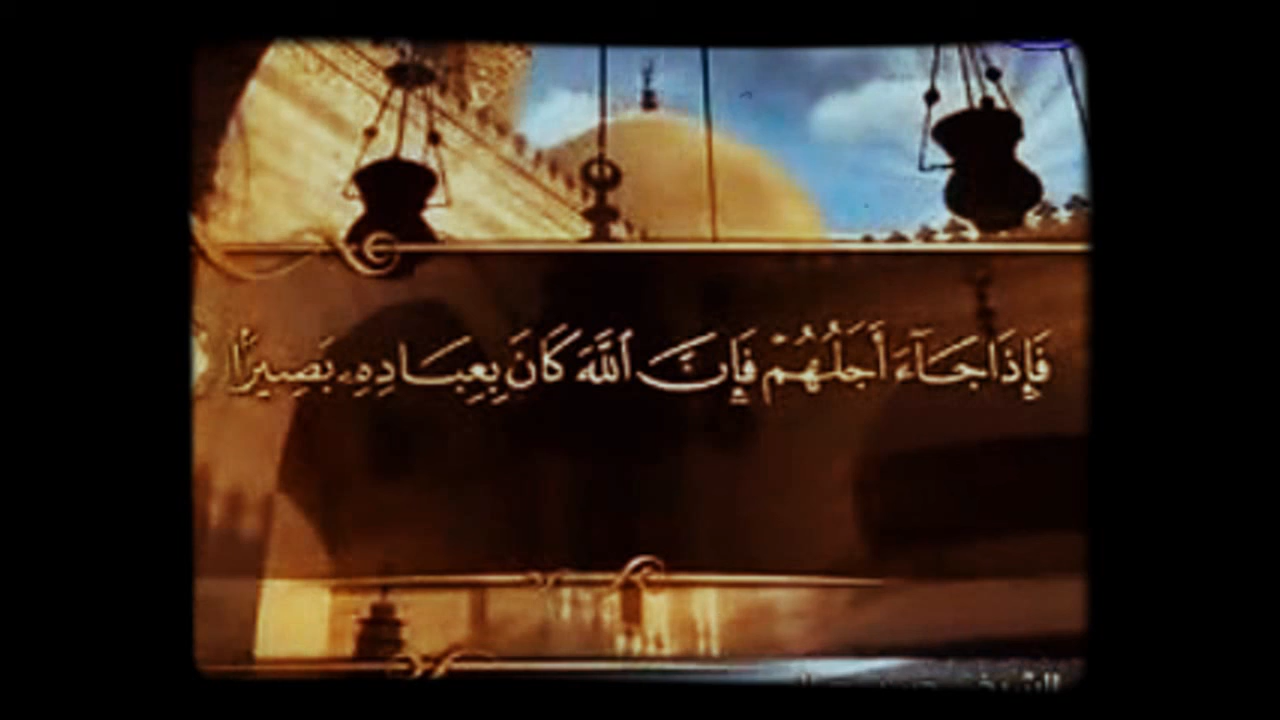 فَإِذَا جَآءَ أَجَلُهُمْ فَإِنَّ ٱللَّهَ كَانَ بِعِبَادِهِۦ بَصِيرًۢا